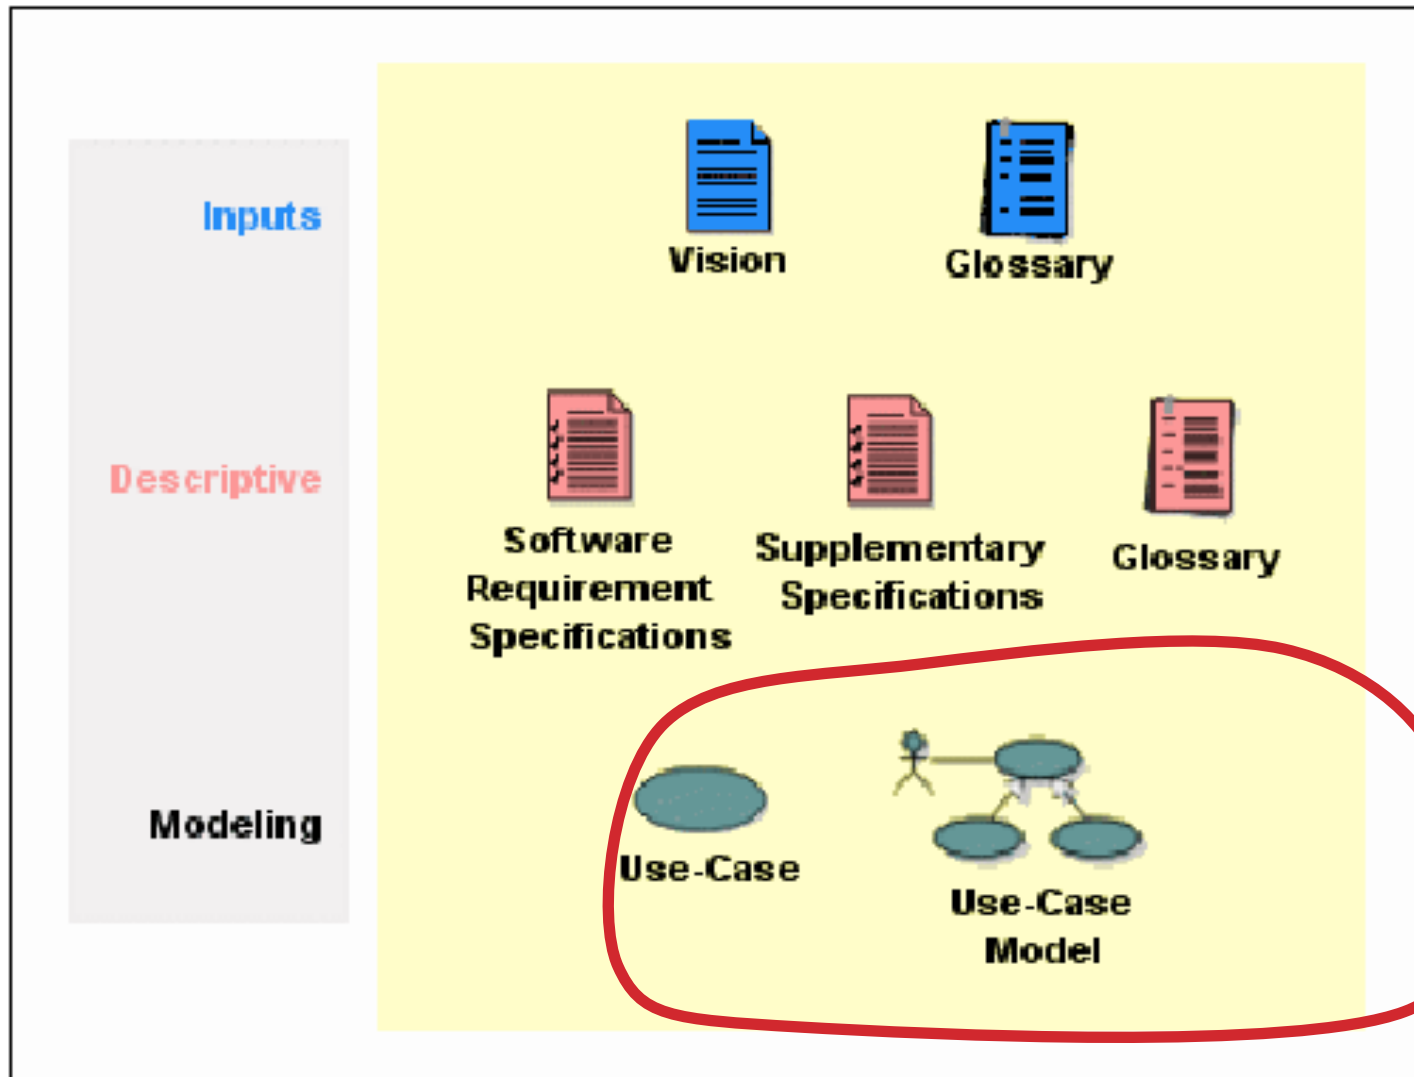 Inputs
Vision
Glossary
Descriptive
Software
Requirement
Specifications
Supplementary
Specifications
Glossary
Modeling
Use-Case
Use-Case
Model